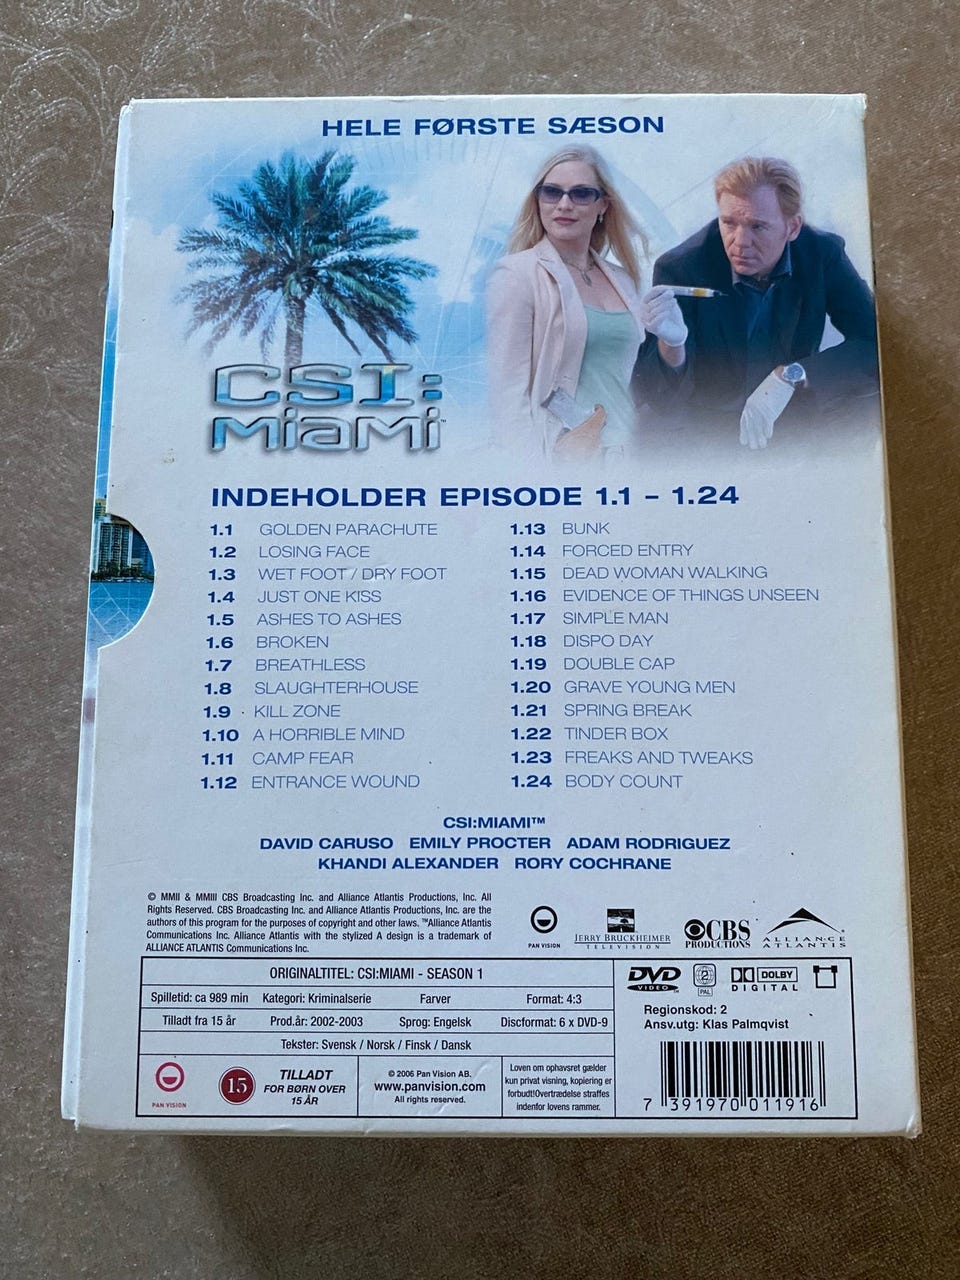 HELE FØRSTE SÆSON
CSI:
MIAMI™
INDEHOLDER EPISODE 1.1 - 1.24
1.1 GOLDEN PARACHUTE
1.2 LOSING FACE
1.3 WET FOOT / DRY FOOT
1.4 JUST ONE KISS
1.5 ASHES TO ASHES
1.6 BROKEN
1.7 BREATHLESS
1.8 SLAUGHTERHOUSE
1.9 KILL ZONE
1.10 A HORRIBLE MIND
1.11 CAMP FEAR
1.12 ENTRANCE WOUND
1.13 BUNK
1.14 FORCED ENTRY
1.15 DEAD WOMAN WALKING
1.16 EVIDENCE OF THINGS UNSEEN
1.17 SIMPLE MAN
1.18 DISPO DAY
1.19 DOUBLE CAP
1.20 GRAVE YOUNG MEN
1.21 SPRING BREAK
1.22 TINDER BOX
1.23 FREAKS AND TWEAKS
1.24 BODY COUNT
CSI:MIAMI™
DAVID CARUSO EMILY PROCTER ADAM RODRIGUEZ
KHANDI ALEXANDER RORY COCHRANE
© MMII & MMIII CBS Broadcasting Inc. and Alliance Atlantis Productions, Inc. All
Rights Reserved. CBS Broadcasting Inc. and Alliance Atlantis Productions, Inc. are the
authors of this program for the purposes of copyright and other laws. ™Alliance Atlantis
Communications Inc. Alliance Atlantis with the stylized A design is a trademark of
ALLIANCE ATLANTIS Communications Inc.
PAN VISION
JERRY BRUCKHEIMER
TELEVISION
CBS
PRODUCTIONS
ALLIANCE
ATLANTIS
ORIGINALTITEL: CSI:MIAMI - SEASON 1
Spilletid: ca 989 min Kategori: Kriminalserie Farver Format: 4:3
Tilladt fra 15 år Prod.år: 2002-2003 Sprog: Engelsk Discformat: 6 x DVD-9
Tekster: Svensk / Norsk / Finsk / Dansk
PAN VISION
15
TILLADT
FOR BØRN OVER
15 ÅR
© 2006 Pan Vision AB.
www.panvision.com
All rights reserved.
Loven om ophavsret gælder
kun privat visning, kopiering er
forbudt!Overtrædelse straffes
indenfor lovens rammer.
DVD
VIDEO™
2
PAL
DOLBY
DIGITAL
Regionskod: 2
Ansv.utg: Klas Palmqvist
7 391970 011916